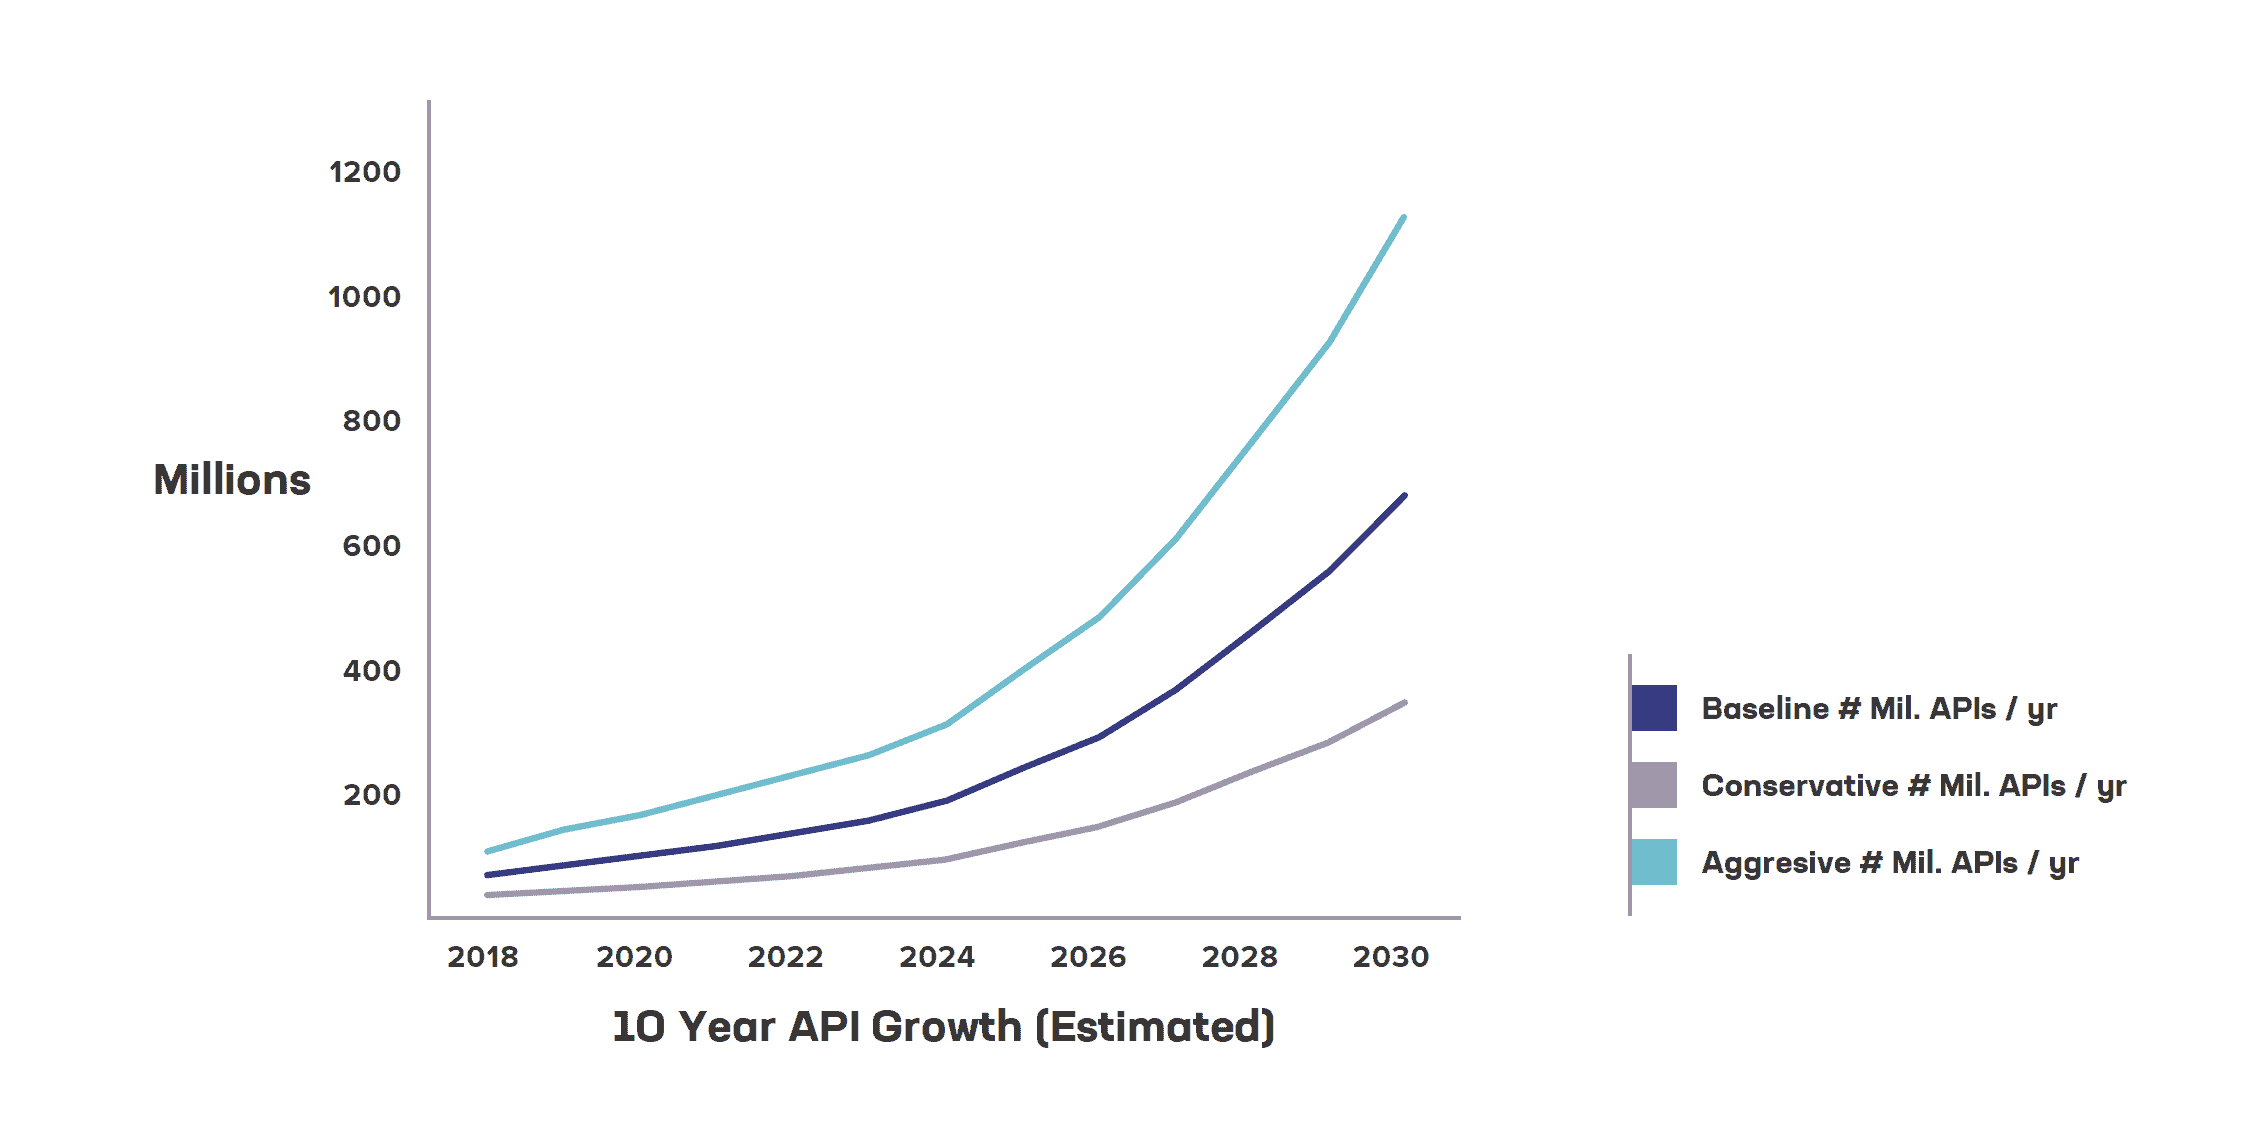 1200
1000
800
600
400
200
Millions
2018 2020 2022 2024 2026 2028 2030
10 Year API Growth (Estimated)
Baseline # Mil. APIs / yr
Conservative # Mil. APIs / yr
Aggresive # Mil. APIs / yr